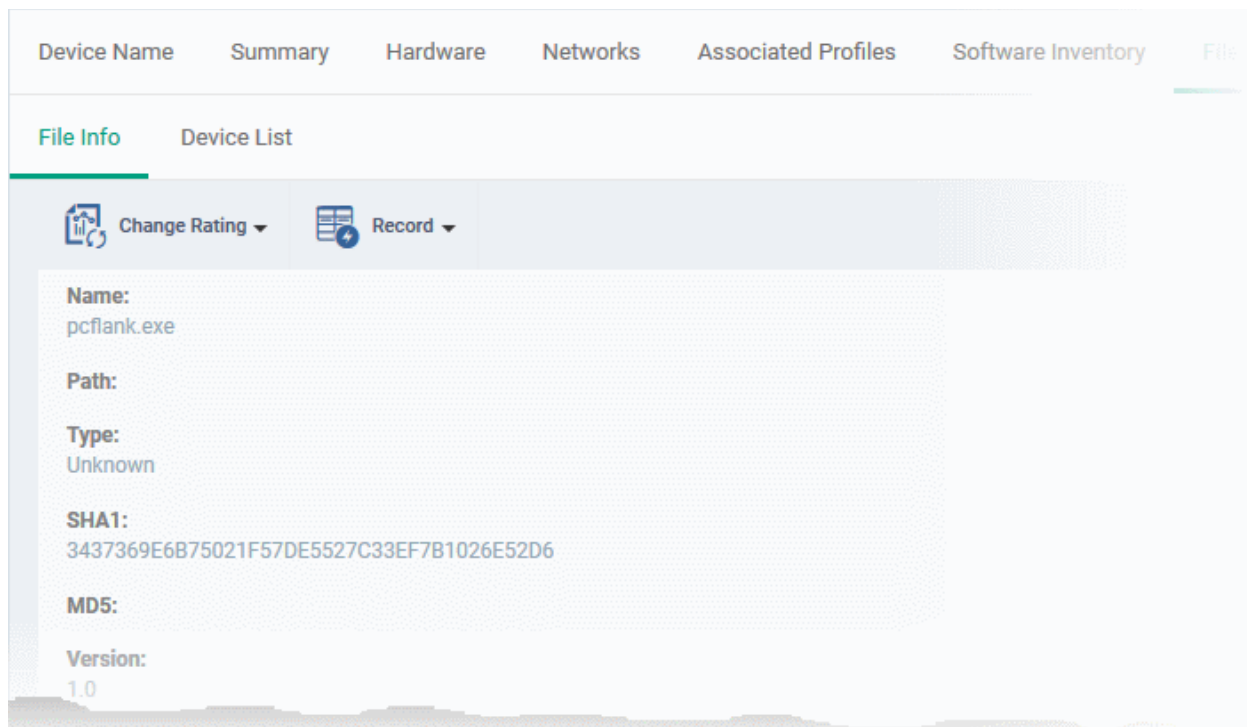 Device Name Summary Hardware Networks Associated Profiles Software Inventory File
File Info Device List
Change Rating Record
Name:
pcflank.exe
Path:
Type:
Unknown
SHA1:
3437369E6B75021F57DE5527C33EF7B1026E52D6
MD5:
Version:
1.0